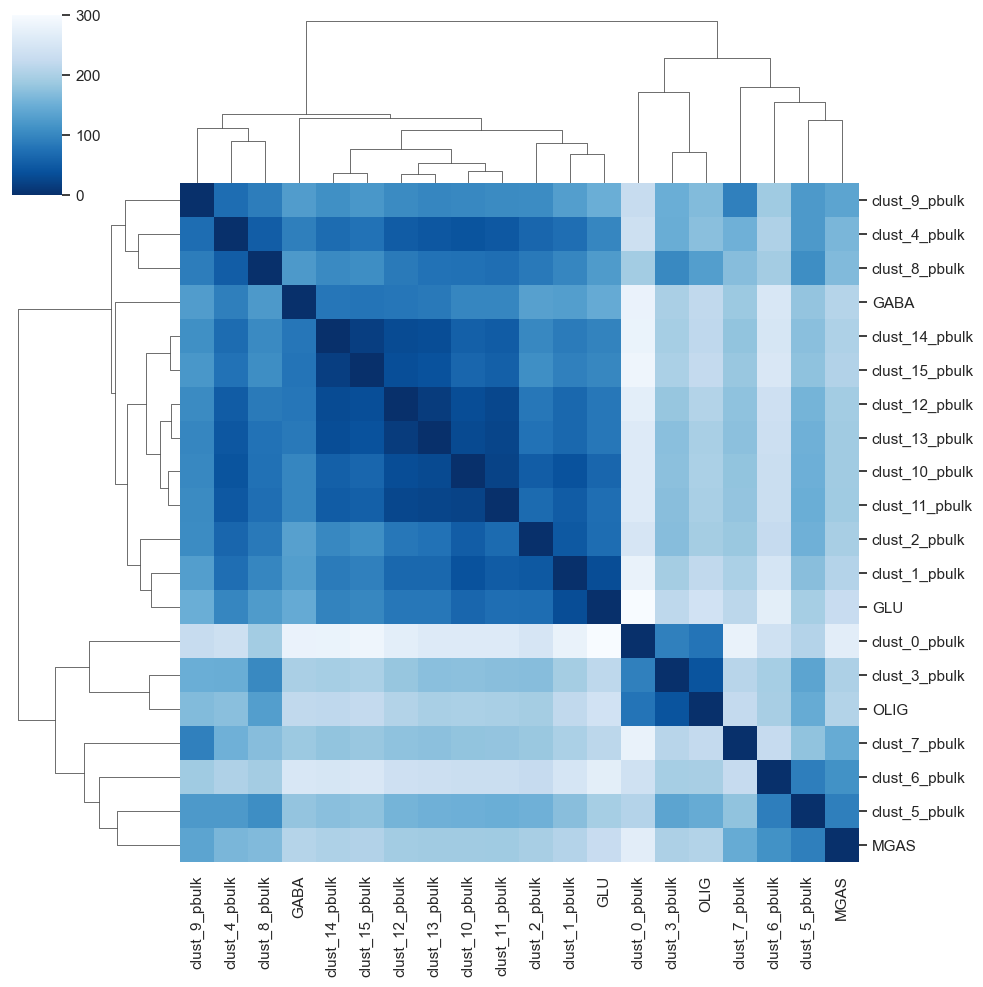 300
200
100
0
clust_9_pbulk
clust_4_pbulk
clust_8_pbulk
GABA
clust_14_pbulk
clust_15_pbulk
clust_12_pbulk
clust_13_pbulk
clust_10_pbulk
clust_11_pbulk
clust_2_pbulk
clust_1_pbulk
GLU
clust_0_pbulk
clust_3_pbulk
OLIG
clust_7_pbulk
clust_6_pbulk
clust_5_pbulk
MGAS
clust_9_pbulk
clust_4_pbulk
clust_8_pbulk
GABA
clust_14_pbulk
clust_15_pbulk
clust_12_pbulk
clust_13_pbulk
clust_10_pbulk
clust_11_pbulk
clust_2_pbulk
clust_1_pbulk
GLU
clust_0_pbulk
clust_3_pbulk
OLIG
clust_7_pbulk
clust_6_pbulk
clust_5_pbulk
MGAS